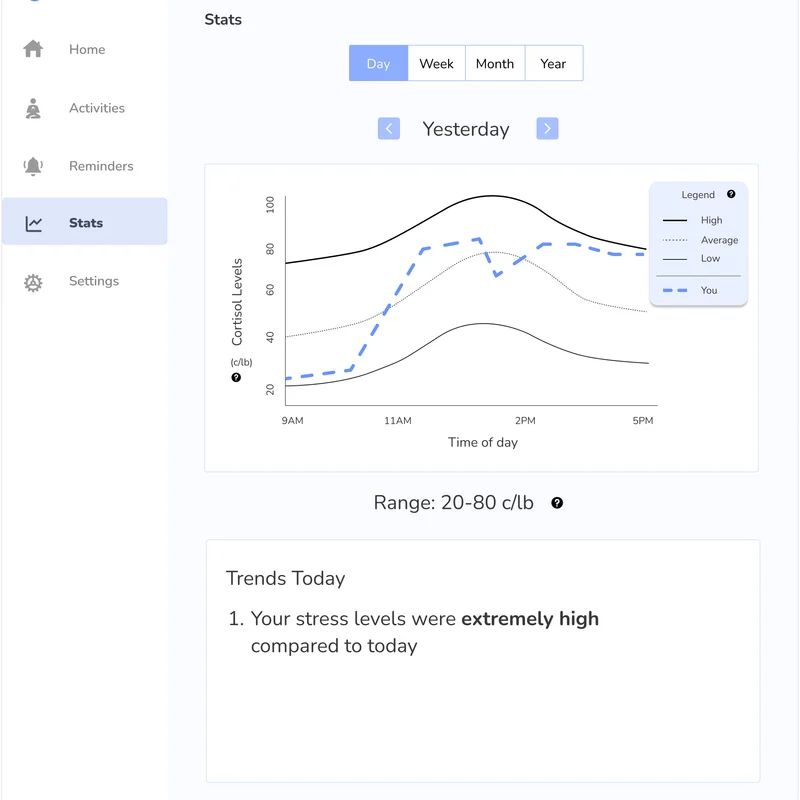 Stats
Home
Activities
Reminders
Stats
Settings
Day Week Month Year
Yesterday
Legend
High
Average
Low
You
100
80
60
40
20
Cortisol Levels
(c/lb)
9AM 11AM 2PM 5PM
Time of day
Range: 20-80 c/lb
Trends Today
1. Your stress levels were extremely high
compared to today